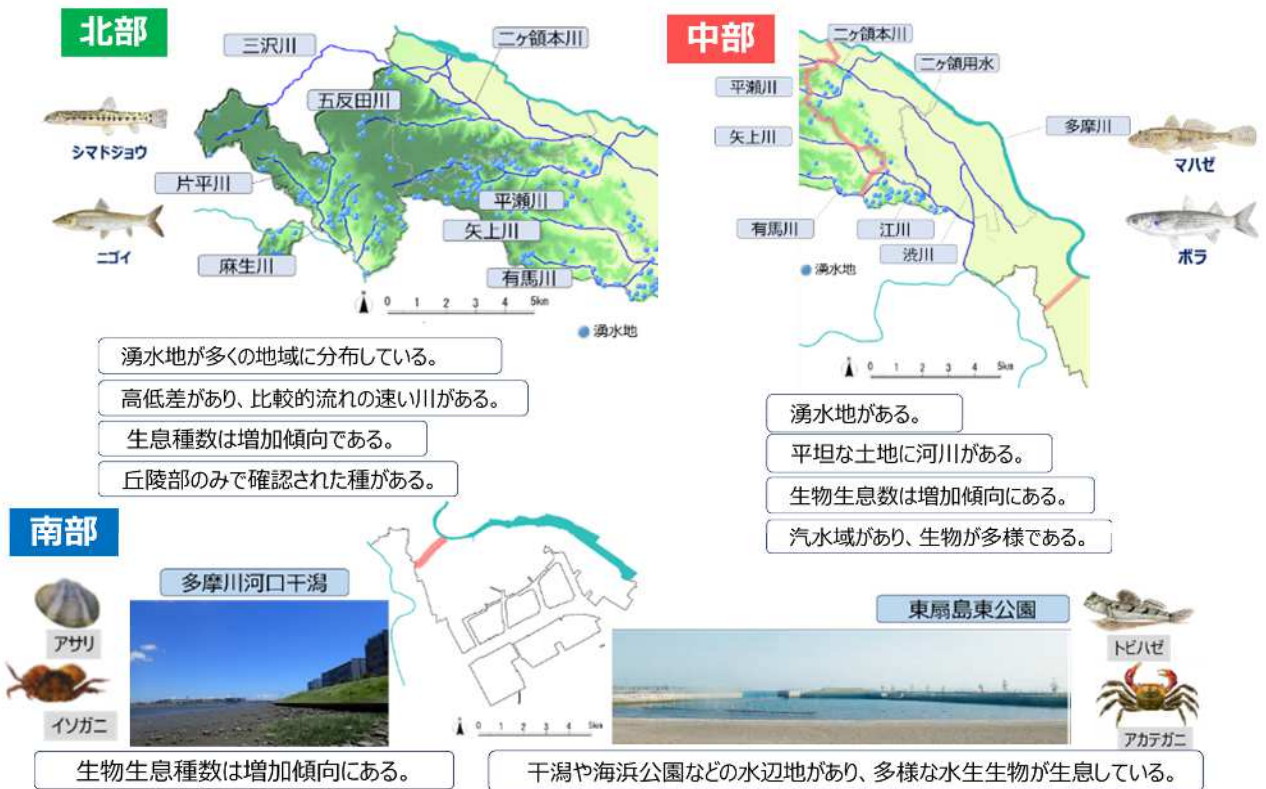 北部
三沢川
二ヶ領本川
五反田川
シマドジョウ
片平川
平瀬川
矢上川
ニゴイ
麻生川
有馬川
0 1 2 3 4 5km
湧水地
湧水地が多くの地域に分布している。
高低差があり、比較的流れの速い川がある。
生息種数は増加傾向である。
丘陵部のみで確認された種がある。
中部
二ヶ領本川
二ヶ領用水
平瀬川
多摩川
矢上川
マハゼ
有馬川
江川
渋川
ボラ
湧水地
0 1 2 3 4 5km
湧水地がある。
平坦な土地に河川がある。
生物生息数は増加傾向にある。
汽水域があり、生物が多様である。
南部
多摩川河口干潟
アサリ
イソガニ
0 1 2 3 4 5km
東扇島東公園
トビハゼ
アカテガニ
生物生息種数は増加傾向にある。
干潟や海浜公園などの水辺地があり、多様な水生生物が生息している。